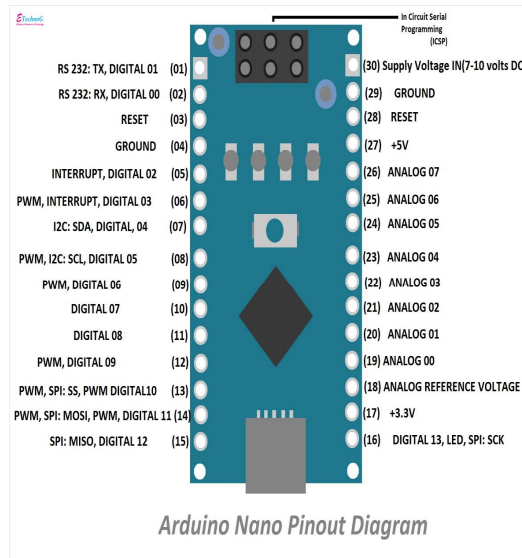 ETechnoG
In Circuit Serial
Programming
(ICSP)
RS 232: TX, DIGITAL 01 (01)
RS 232: RX, DIGITAL 00 (02)
RESET (03)
GROUND (04)
INTERRUPT, DIGITAL 02 (05)
PWM, INTERRUPT, DIGITAL 03 (06)
I2C: SDA, DIGITAL, 04 (07)
PWM, I2C: SCL, DIGITAL 05 (08)
PWM, DIGITAL 06 (09)
DIGITAL 07 (10)
DIGITAL 08 (11)
PWM, DIGITAL 09 (12)
PWM, SPI: SS, PWM DIGITAL10 (13)
PWM, SPI: MOSI, PWM, DIGITAL 11 (14)
SPI: MISO, DIGITAL 12 (15)
(30) Supply Voltage IN(7-10 volts DC
(29) GROUND
(28) RESET
(27) +5V
(26) ANALOG 07
(25) ANALOG 06
(24) ANALOG 05
(23) ANALOG 04
(22) ANALOG 03
(21) ANALOG 02
(20) ANALOG 01
(19) ANALOG 00
(18) ANALOG REFERENCE VOLTAGE
(17) +3.3V
(16) DIGITAL 13, LED, SPI: SCK
Arduino Nano Pinout Diagram